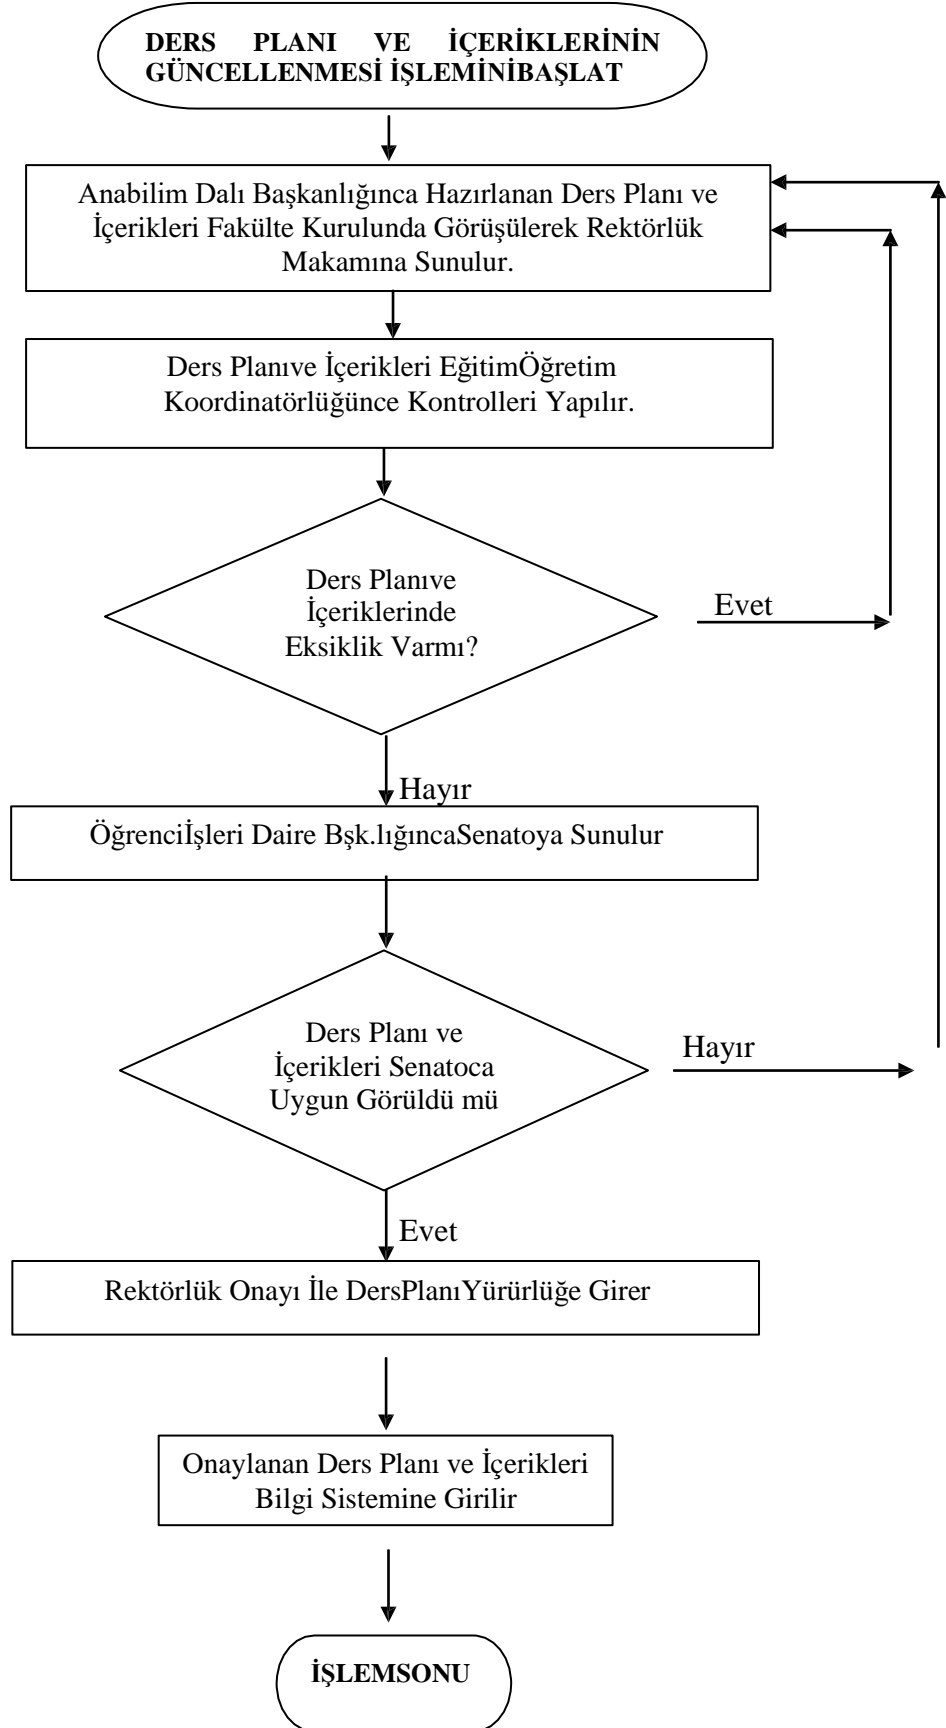 DERS PLANI VE İÇERİKLERİNİN
GÜNCELLENMESİ İŞLEMİNİBAŞLAT
Anabilim Dalı Başkanlığınca Hazırlanan Ders Planı ve
İçerikleri Fakülte Kurulunda Görüşülerek Rektörlük
Makamına Sunulur.
Ders Planıve İçerikleri EğitimÖğretim
Koordinatörlüğünce Kontrolleri Yapılır.
Ders Planıve
İçeriklerinde
Eksiklik Varmı?
Evet
Hayır
Öğrenciİşleri Daire Bşk.lığıncaSenatoya Sunulur
Ders Planı ve
İçerikleri Senatoca
Uygun Görüldü mü
Hayır
Evet
Rektörlük Onayı İle DersPlanıYürürlüğe Girer
Onaylanan Ders Planı ve İçerikleri
Bilgi Sistemine Girilir
İŞLEMSONU